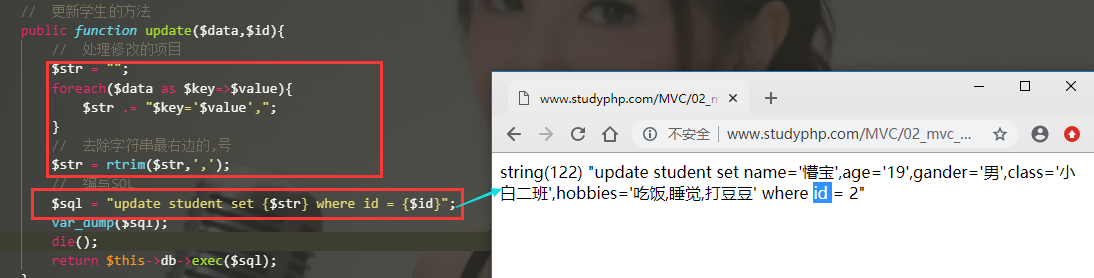 // 更新学生的方法
public function update($data,$id){
// 处理修改的项目
$str = "";
foreach($data as $key=>$value){
$str .= "$key='$value',";
}
// 去除字符串最右边的,号
$str = rtrim($str,',');
// 编写SQL
$sql = "update student set {$str} where id = {$id}";
var_dump($sql);
die();
return $this->db->exec($sql);
www.studyphp.com/MVC/02_m
不安全 | www.studyphp.com/MVC/02_mvc_...
string(122) "update student set name='懵宝',age='19',gander='男',class='小
白二班',hobbies='吃饭,睡觉,打豆豆' where id = 2"